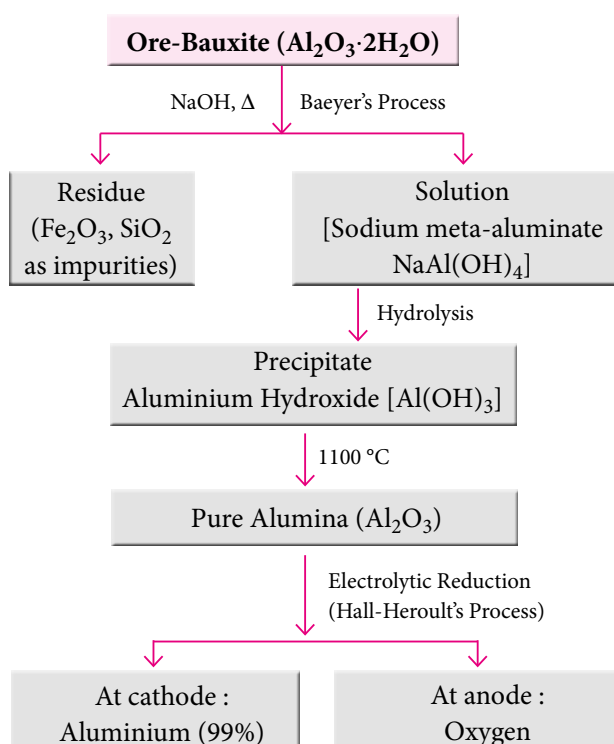 Ore-Bauxite (Al₂O₃·2H₂O)
NaOH, Δ
Baeyer's Process
Residue
(Fe₂O₃, SiO₂
as impurities)
Solution
[Sodium meta-aluminate
NaAl(OH)₄]
Hydrolysis
Precipitate
Aluminium Hydroxide [Al(OH)₃]
1100 °C
Pure Alumina (Al₂O₃)
Electrolytic Reduction
(Hall-Heroult's Process)
At cathode :
Aluminium (99%)
At anode :
Oxygen